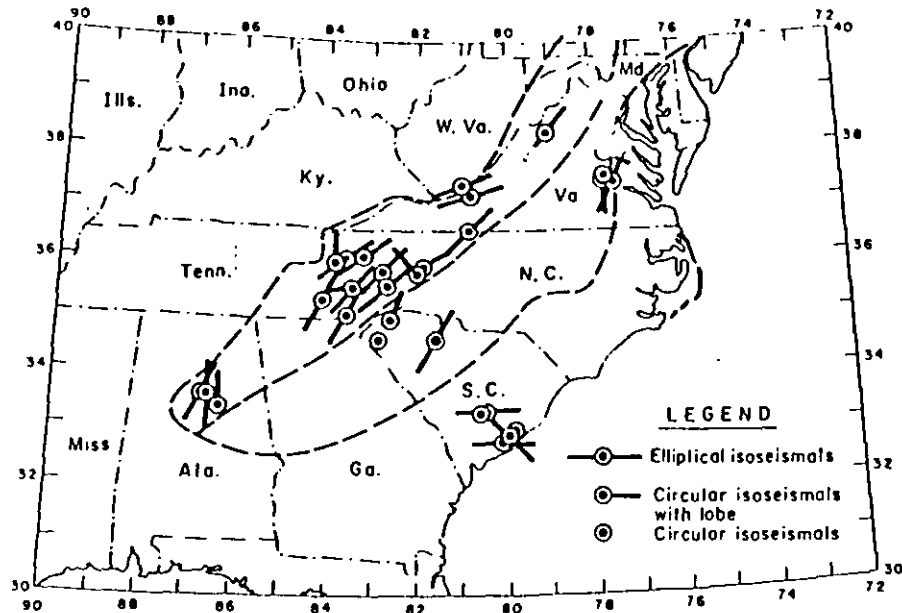 90 88 86 84 82 80 78 76 74 72
40 40
Ills. Ind. Ohio W. Va. Md
38 38
Ky. Va
36 36
Tenn. N. C.
34 34
S. C.
Miss Ala. Ga.
32 32
LEGEND
Elliptical isoseismals
Circular isoseismals
with lobe
Circular isoseismals
30 30
90 88 86 84 82 80 78 76 74 72